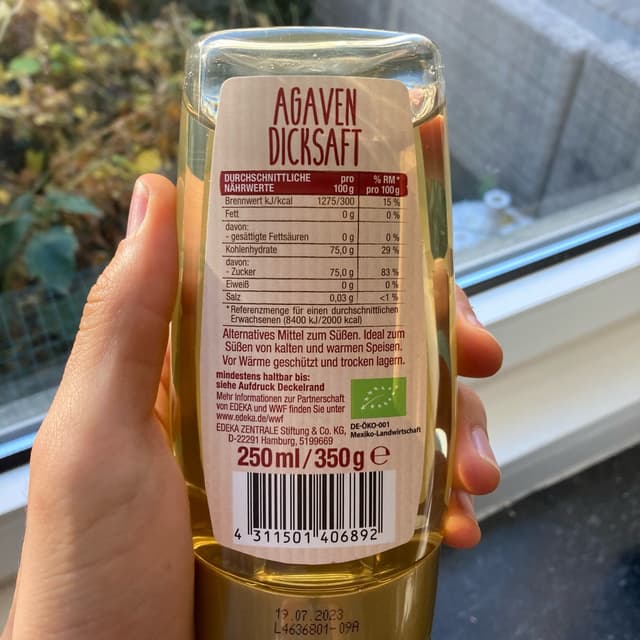 AGAVEN
DICKSAFT
DURCHSCHNITTLICHE NÄHRWERTE pro 100g % RM* pro 100g
Brennwert kJ/kcal 1275/300 15 %
Fett 0 g 0 %
davon:
- gesättigte Fettsäuren 0 g 0 %
Kohlenhydrate 75,0 g 29 %
davon:
- Zucker 75,0 g 83 %
Eiweiß 0 g 0 %
Salz 0,03 g <1 %
*Referenzmenge für einen durchschnittlichen
Erwachsenen (8400 kJ/2000 kcal)
Alternatives Mittel zum Süßen. Ideal zum
Süßen von kalten und warmen Speisen.
Vor Wärme geschützt und trocken lagern.
mindestens haltbar bis:
siehe Aufdruck Deckelrand
Mehr Informationen zur Partnerschaft
von EDEKA und WWF finden Sie unter
www.edeka.de/wwf
EDEKA ZENTRALE Stiftung & Co. KG,
D-22291 Hamburg, 5199669
DE-ÖKO-001
Mexiko-Landwirtschaft
250 ml / 350 g e
4 311501 406892
19.07.2023
L4636801-09A